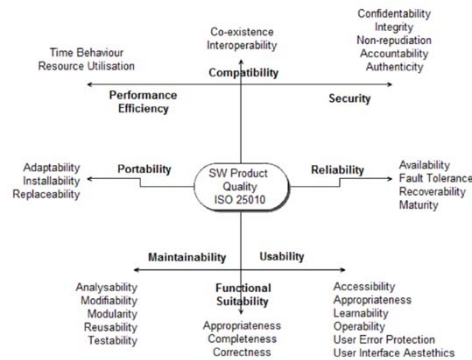 Co-existence
Interoperability
Compatibility
Time Behaviour
Resource Utilisation
Performance
Efficiency
Confidentability
Integrity
Non-repudiation
Accountability
Authenticity
Security
Adaptability
Installability
Replaceability
Portability
SW Product
Quality
ISO 25010
Reliability
Availability
Fault Tolerance
Recoverability
Maturity
Maintainability
Usability
Analysability
Modifiability
Modularity
Reusability
Testability
Functional
Suitability
Appropriateness
Completeness
Correctness
Accessibility
Appropriateness
Learnability
Operability
User Error Protection
User Interface Aestethics